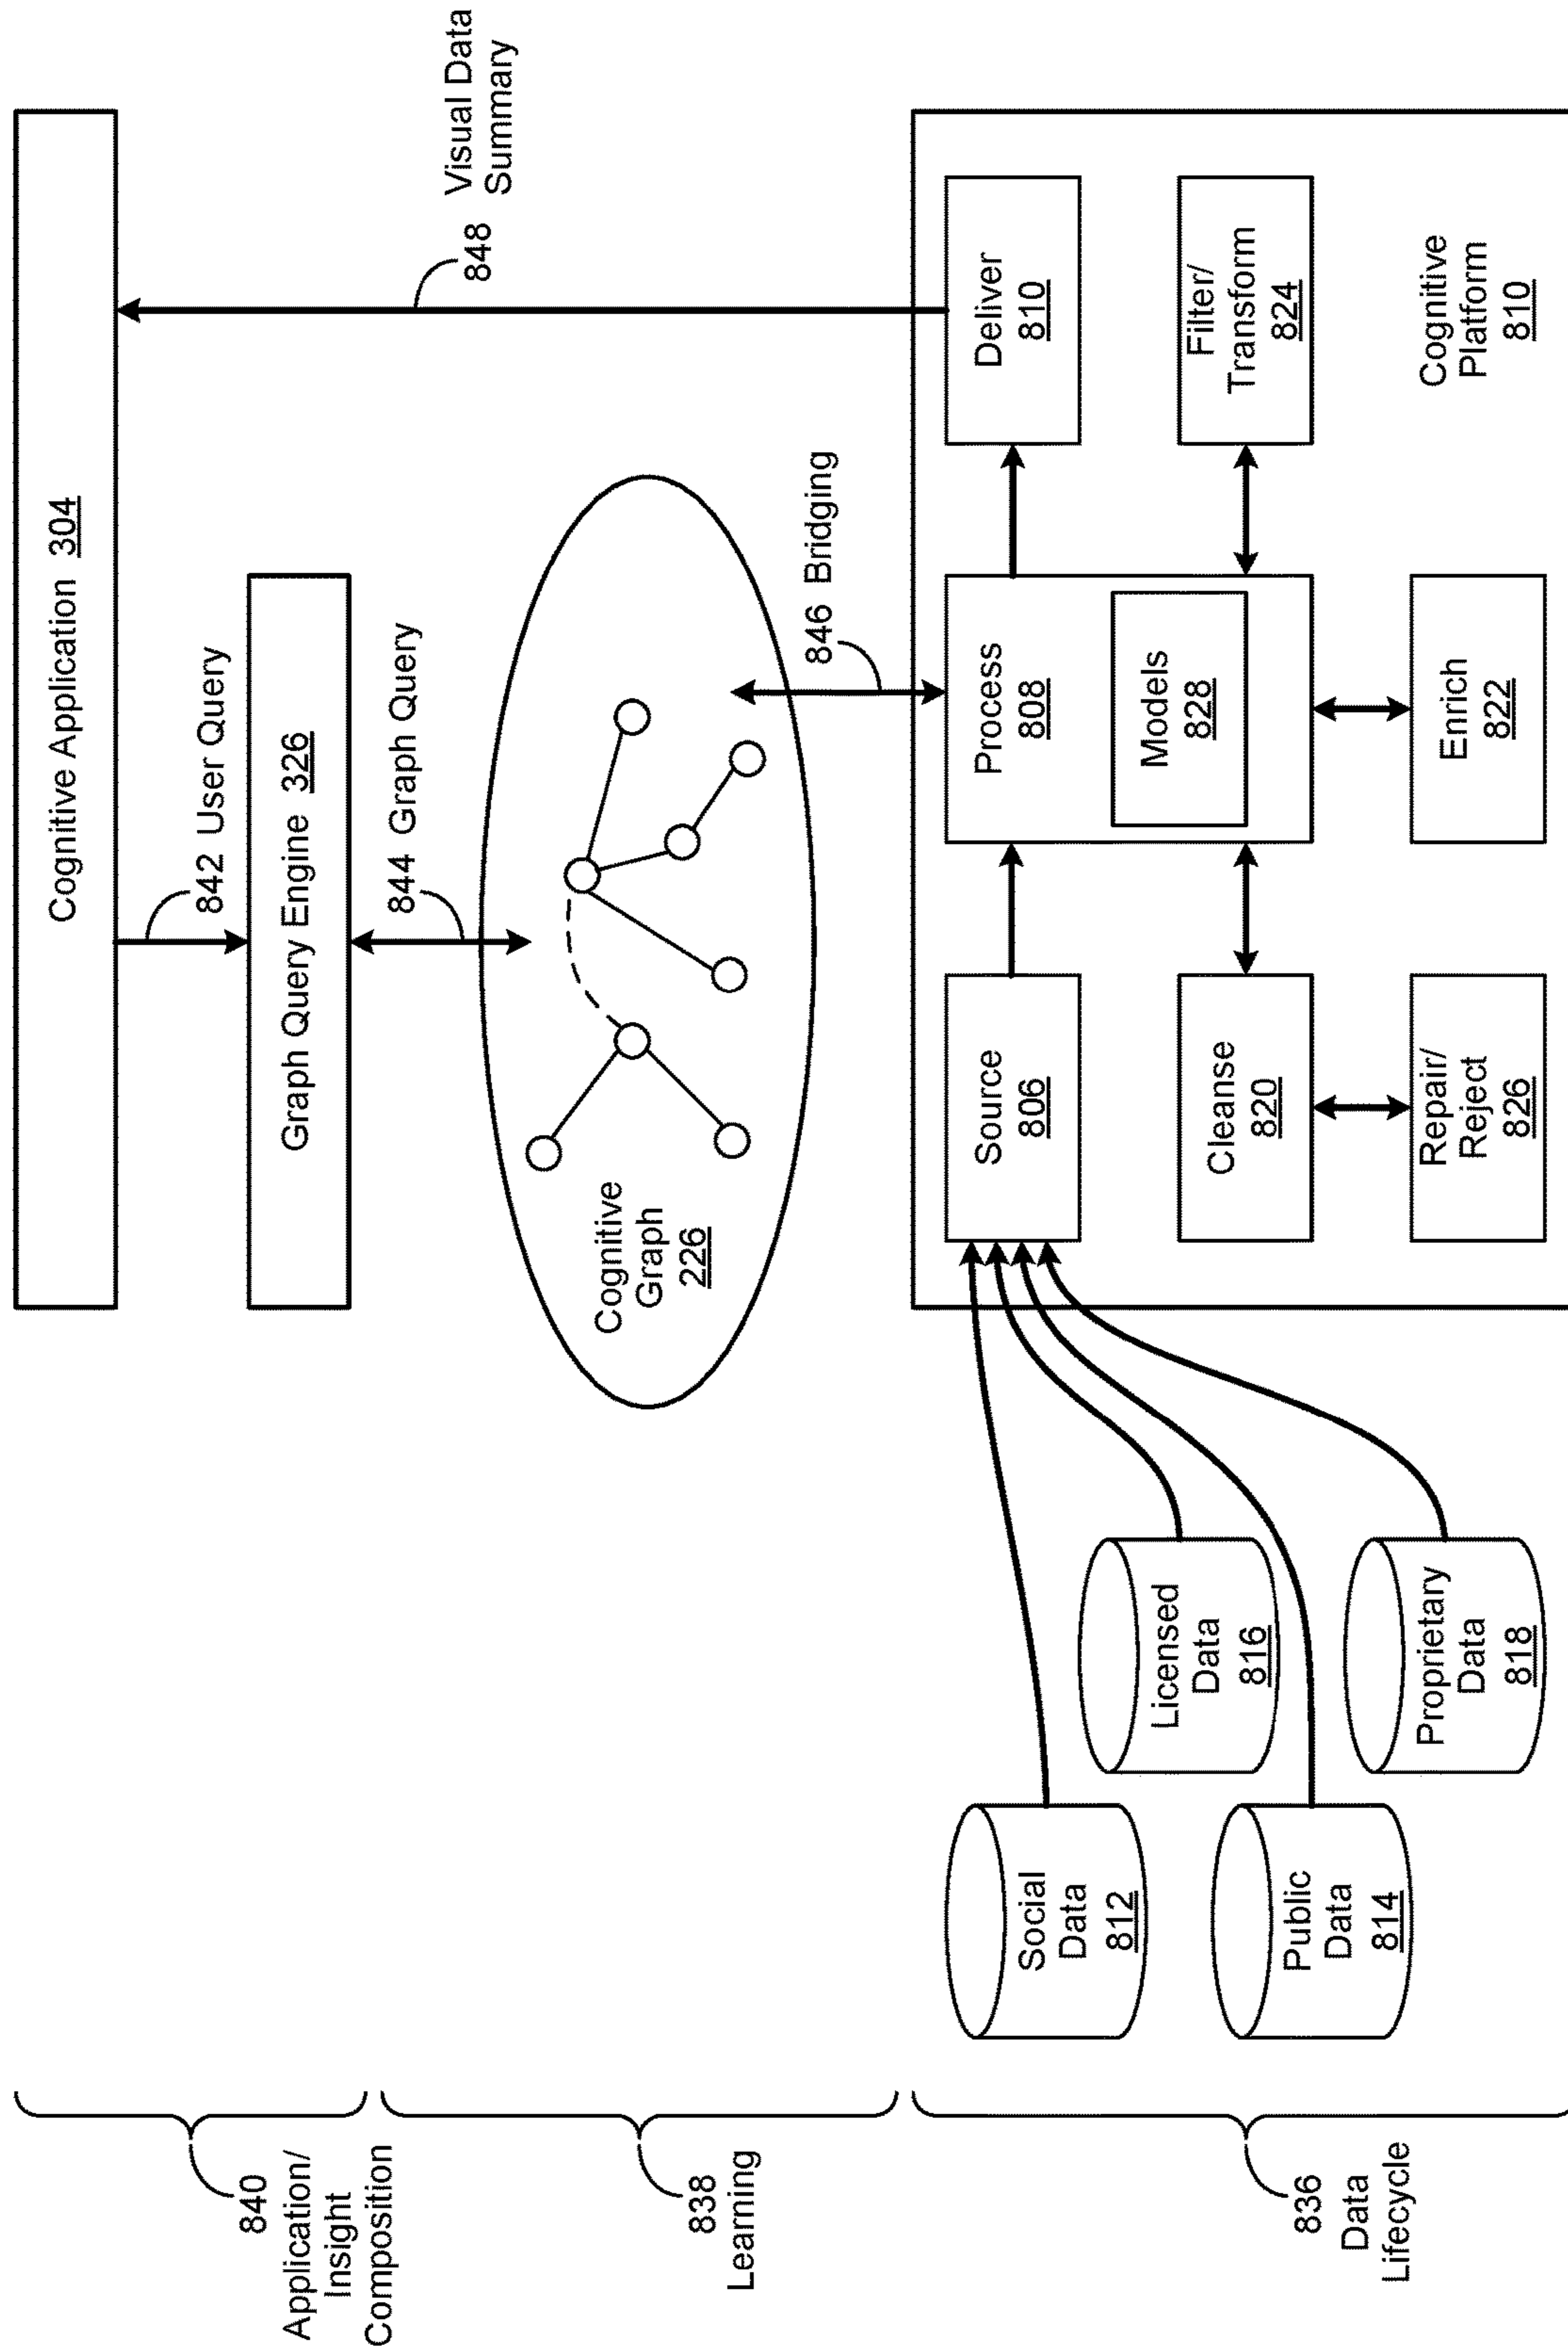 840
Application/
Insight
Composition
Cognitive Application 304
842 User Query
Graph Query Engine 326
844 Graph Query
848
Visual Data
Summary
838
Learning
Cognitive
Graph
226
846 Bridging
836
Data
Lifecycle
Social
Data
812
Licensed
Data
816
Public
Data
814
Proprietary
Data
818
Source
806
Process
808
Models
828
Deliver
810
Cleanse
820
Filter/
Transform
824
Repair/
Reject
826
Enrich
822
Cognitive
Platform
810